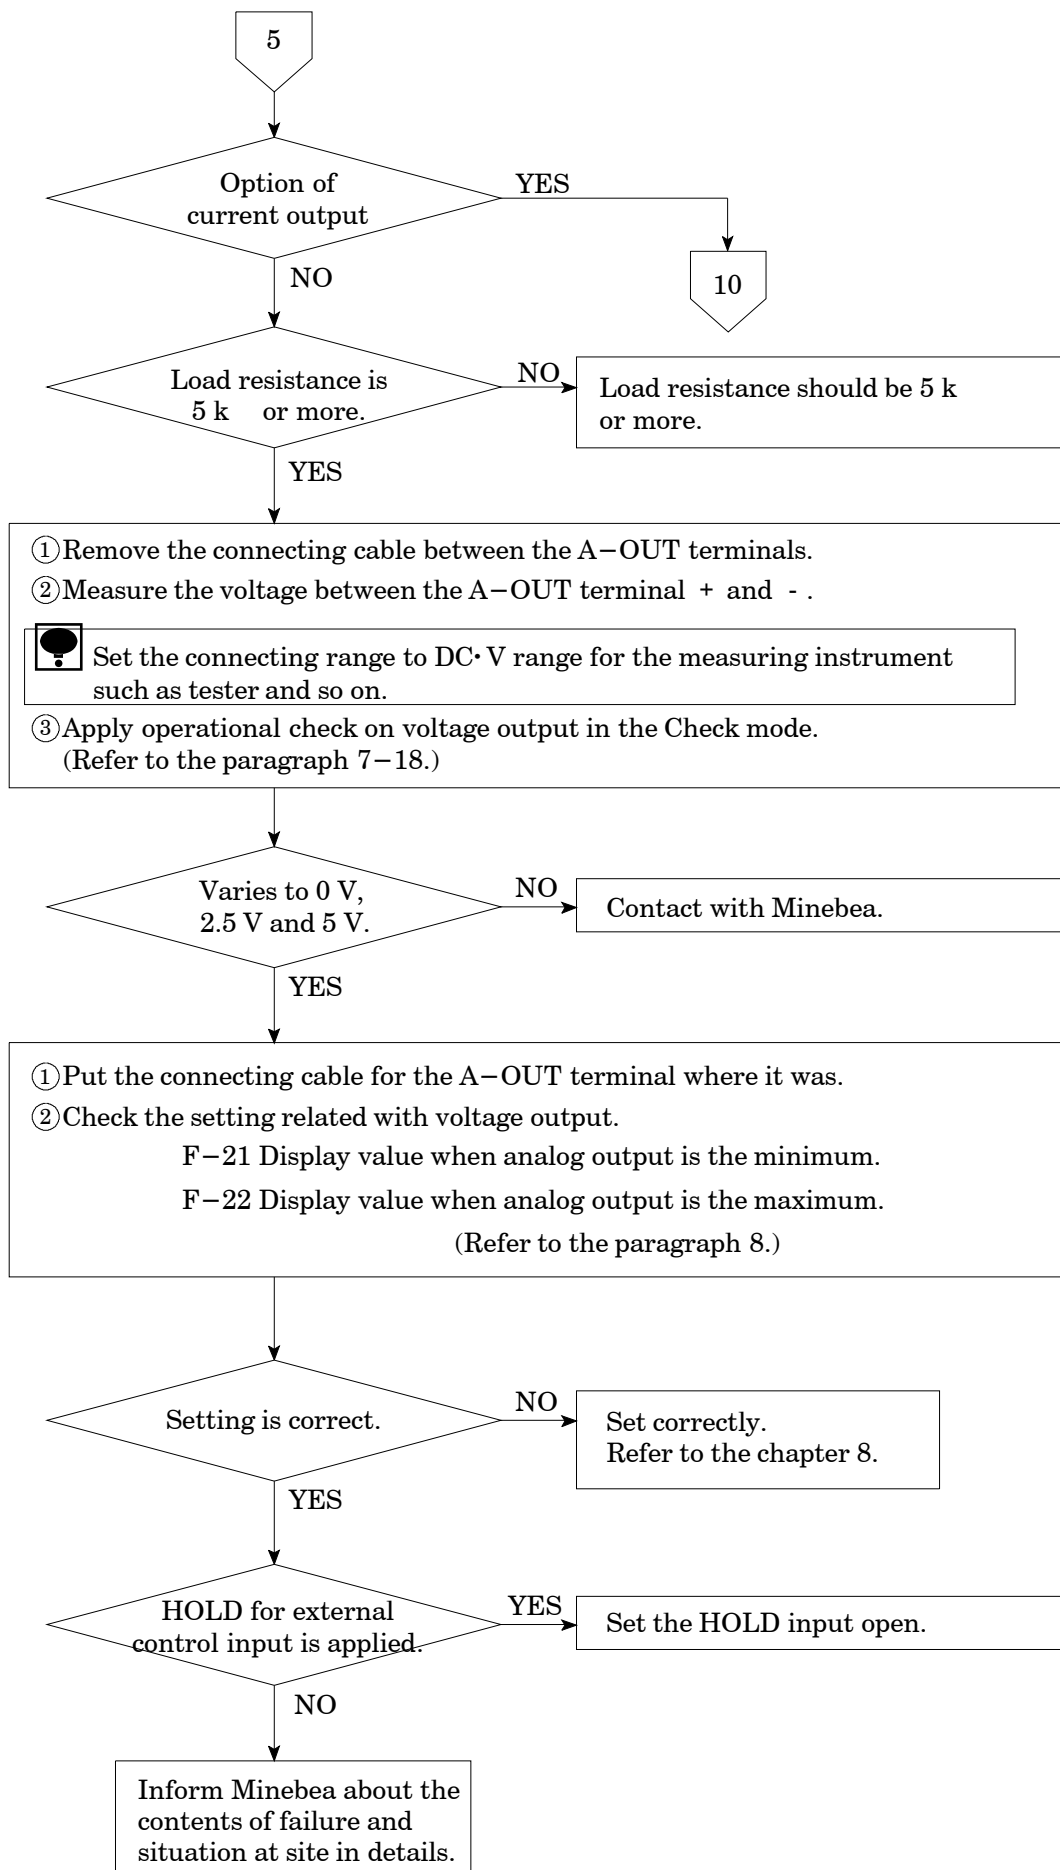 5
Option of
current output
YES
NO
10
Load resistance is
5 k or more.
NO
Load resistance should be 5 k
or more.
YES
①Remove the connecting cable between the A−OUT terminals.
②Measure the voltage between the A−OUT terminal + and - .
Set the connecting range to DC･V range for the measuring instrument
such as tester and so on.
③Apply operational check on voltage output in the Check mode.
(Refer to the paragraph 7−18.)
Varies to 0 V,
2.5 V and 5 V.
NO
Contact with Minebea.
YES
①Put the connecting cable for the A−OUT terminal where it was.
②Check the setting related with voltage output.
F−21 Display value when analog output is the minimum.
F−22 Display value when analog output is the maximum.
(Refer to the paragraph 8.)
Setting is correct.
NO
Set correctly.
Refer to the chapter 8.
YES
HOLD for external
control input is applied.
YES
Set the HOLD input open.
NO
Inform Minebea about the
contents of failure and
situation at site in details.